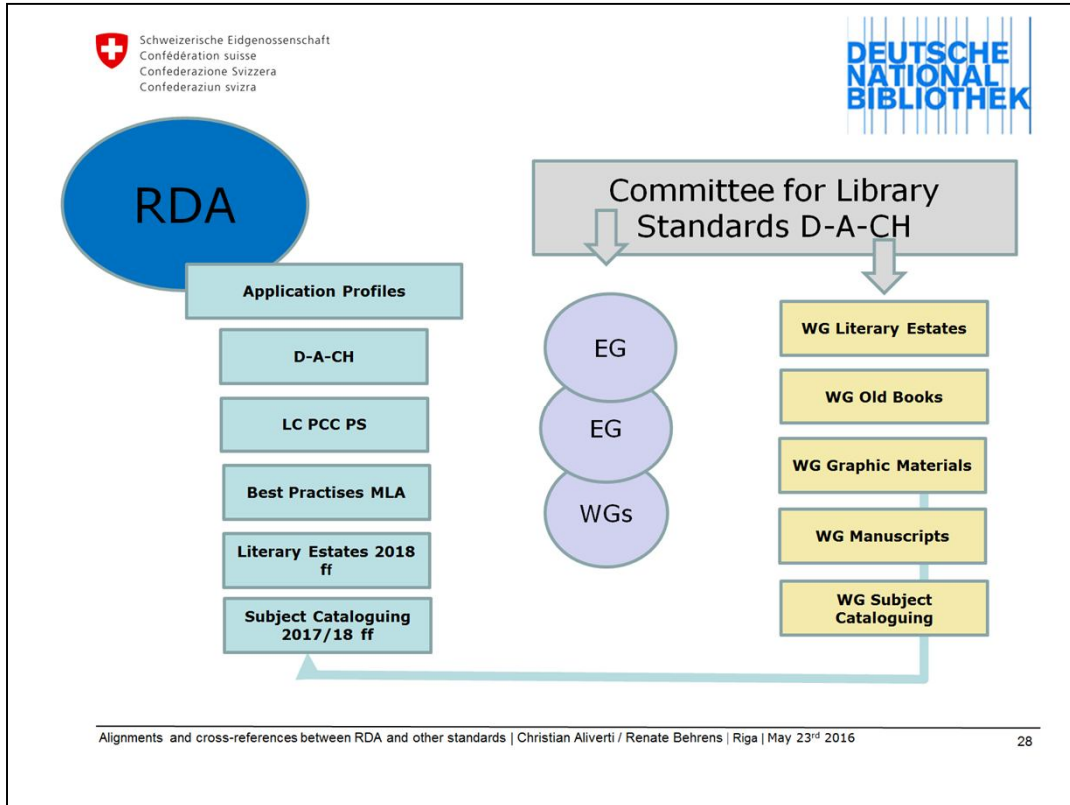 Schweizerische Eidgenossenschaft
Confédération suisse
Confederazione Svizzera
Confederaziun svizra
DEUTSCHE
NATIONAL
BIBLIOTHEK
RDA
Application Profiles
D-A-CH
LC PCC PS
Best Practises MLA
Literary Estates 2018
ff
Subject Cataloguing
2017/18 ff
Committee for Library
Standards D-A-CH
EG
EG
WGs
WG Literary Estates
WG Old Books
WG Graphic Materials
WG Manuscripts
WG Subject
Cataloguing
Alignments and cross-references between RDA and other standards | Christian Aliverti / Renate Behrens | Riga | May 23rd 2016
28